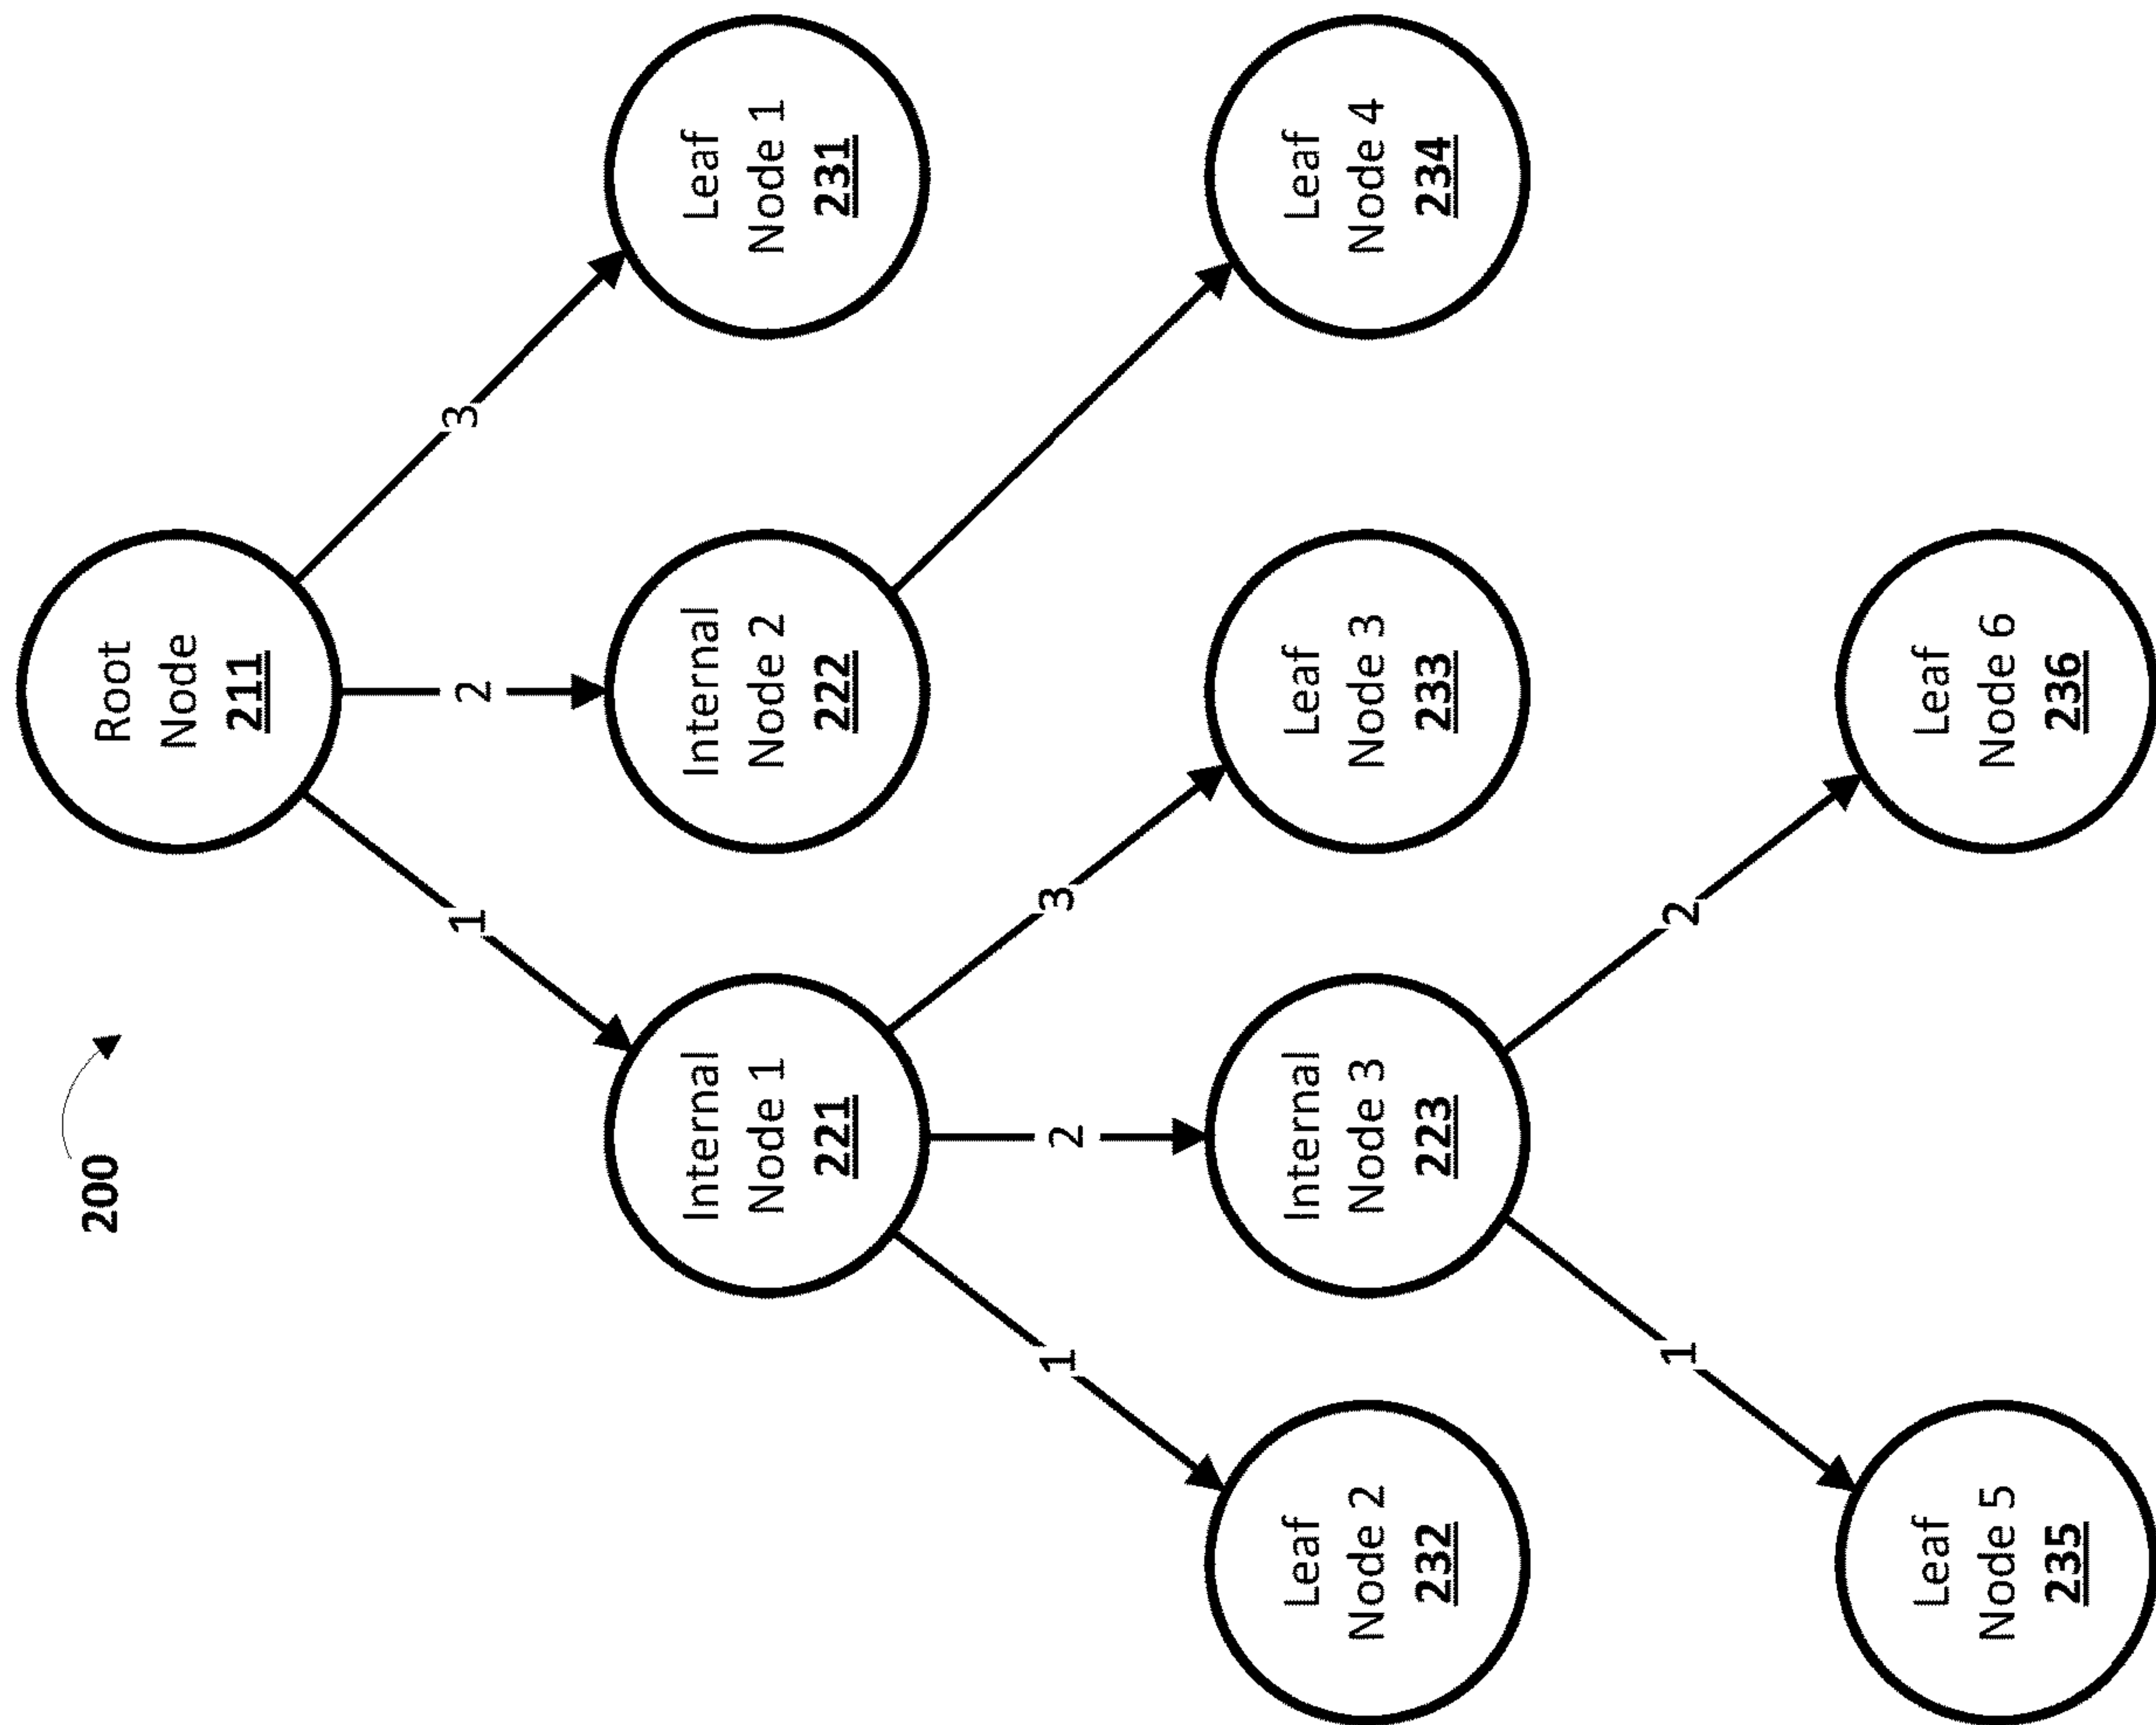 200
Root
Node
211
1
2
3
Internal
Node 1
221
Internal
Node 2
222
Leaf
Node 1
231
1
2
3
Leaf
Node 2
232
Internal
Node 3
223
Leaf
Node 3
233
Leaf
Node 4
234
1
2
Leaf
Node 5
235
Leaf
Node 6
236